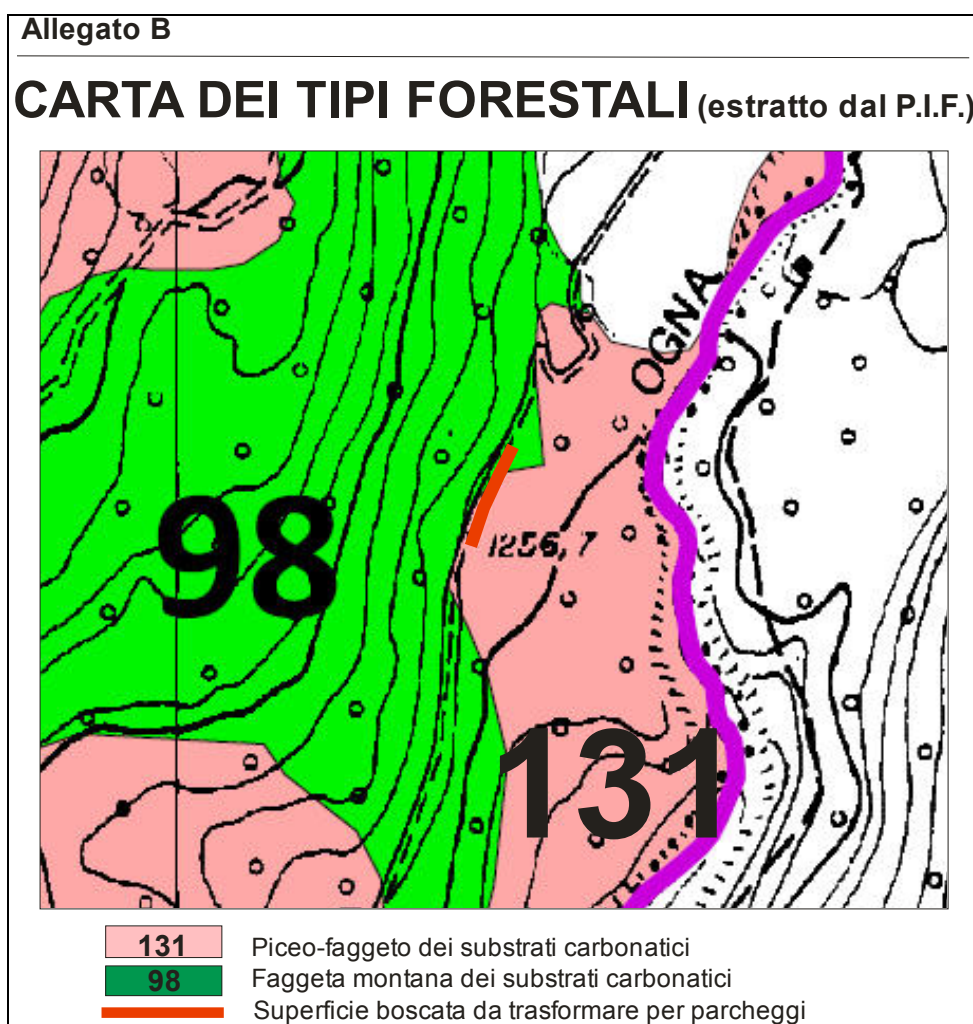 Allegato B
CARTA DEI TIPI FORESTALI (estratto dal P.I.F.)
OGNA
98
1256,7
131
131 Piceo-faggeto dei substrati carbonatici
98 Faggeta montana dei substrati carbonatici
Superficie boscata da trasformare per parcheggi